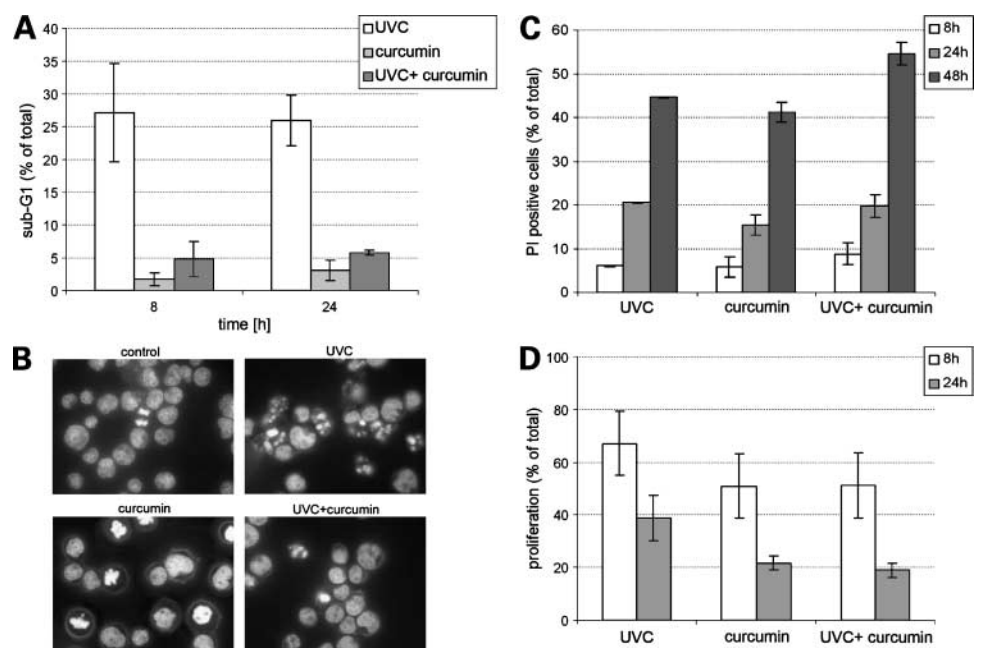 A
UVC
curcumin
UVC+ curcumin
sub-G1 (% of total)
40
35
30
25
20
15
10
5
0
8
24
time [h]
B
control
UVC
curcumin
UVC+curcumin
C
8h
24h
48h
PI positive cells (% of total)
60
50
40
30
20
10
0
UVC
curcumin
UVC+ curcumin
D
8h
24h
proliferation (% of total)
100
80
60
40
20
0
UVC
curcumin
UVC+ curcumin